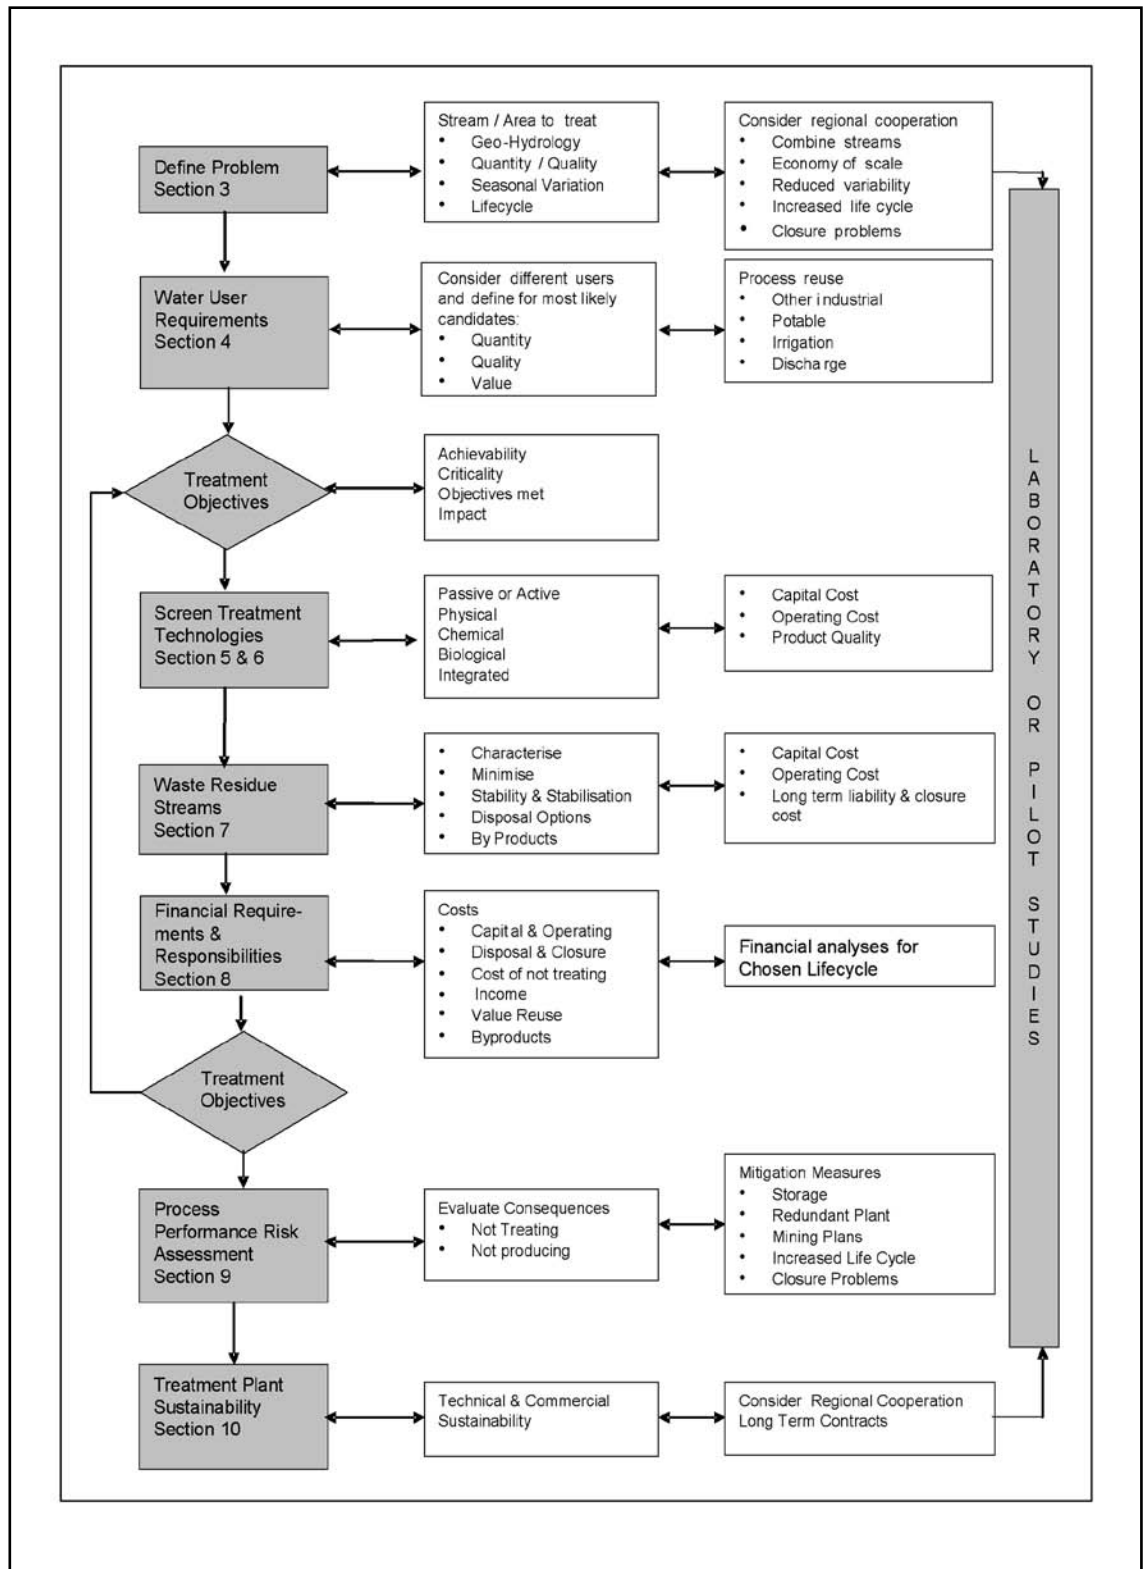 Define Problem
Section 3
Stream / Area to treat
• Geo-Hydrology
• Quantity / Quality
• Seasonal Variation
• Lifecycle
Consider regional cooperation
• Combine streams
• Economy of scale
• Reduced variability
• Increased life cycle
• Closure problems
Water User
Requirements
Section 4
Consider different users
and define for most likely
candidates:
• Quantity
• Quality
• Value
Process reuse
• Other industrial
• Potable
• Irrigation
• Discharge
Treatment
Objectives
Achievability
Criticality
Objectives met
Impact
Screen Treatment
Technologies
Section 5 & 6
Passive or Active
Physical
Chemical
Biological
Integrated
• Capital Cost
• Operating Cost
• Product Quality
Waste Residue
Streams
Section 7
• Characterise
• Minimise
• Stability & Stabilisation
• Disposal Options
• By Products
• Capital Cost
• Operating Cost
• Long term liability & closure
cost
Financial Require-
ments &
Responsibilities
Section 8
Costs
• Capital & Operating
• Disposal & Closure
• Cost of not treating
• Income
• Value Reuse
• Byproducts
Financial analyses for
Chosen Lifecycle
Treatment
Objectives
Process
Performance Risk
Assessment
Section 9
Evaluate Consequences
• Not Treating
• Not producing
Mitigation Measures
• Storage
• Redundant Plant
• Mining Plans
• Increased Life Cycle
• Closure Problems
Treatment Plant
Sustainability
Section 10
Technical & Commercial
Sustainability
Consider Regional Cooperation
Long Term Contracts
LABORATORY OR PILOT STUDIES